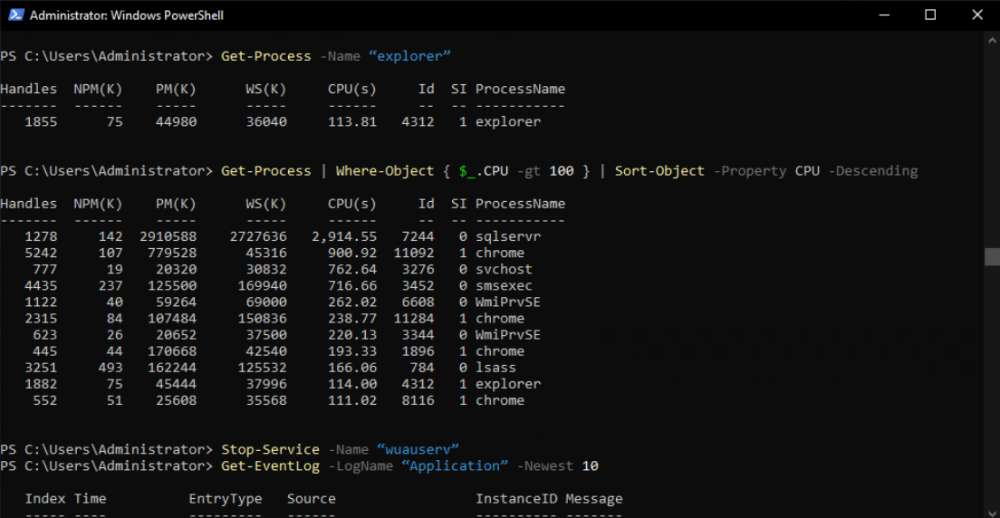 Administrator: Windows PowerShell
PS C:\Users\Administrator> Get-Process -Name “explorer”
Handles  NPM(K)    PM(K)      WS(K)     CPU(s)     Id  SI ProcessName
-------  ------    -----      -----     ------     --  -- -----------
   1855      75    44980      36040     113.81   4312   1 explorer
PS C:\Users\Administrator> Get-Process | Where-Object { $_.CPU -gt 100 } | Sort-Object -Property CPU -Descending
Handles  NPM(K)    PM(K)      WS(K)     CPU(s)     Id  SI ProcessName
-------  ------    -----      -----     ------     --  -- -----------
   1278     142  2910588    2727636   2,914.55   7244   0 sqlservr
   5242     107   779528      45316     900.92  11092   1 chrome
    777      19    20320      30832     762.64   3276   0 svchost
   4435     237   125500     169940     716.66   3452   0 smsexec
   1122      40    59264      69000     262.02   6608   0 WmiPrvSE
   2315      84   107484     150836     238.77  11284   1 chrome
    623      26    20652      37500     220.13   3344   0 WmiPrvSE
    445      44   170668      42540     193.33   1896   1 chrome
   3251     493   162244     125532     166.06    784   0 lsass
   1882      75    45444      37996     114.00   4312   1 explorer
    552      51    25608      35568     111.02   8116   1 chrome
PS C:\Users\Administrator> Stop-Service -Name “wuauserv”
PS C:\Users\Administrator> Get-EventLog -LogName “Application” -Newest 10
   Index Time          EntryType   Source                 InstanceID Message
   ----- ----          ---------   ------                 ---------- -------